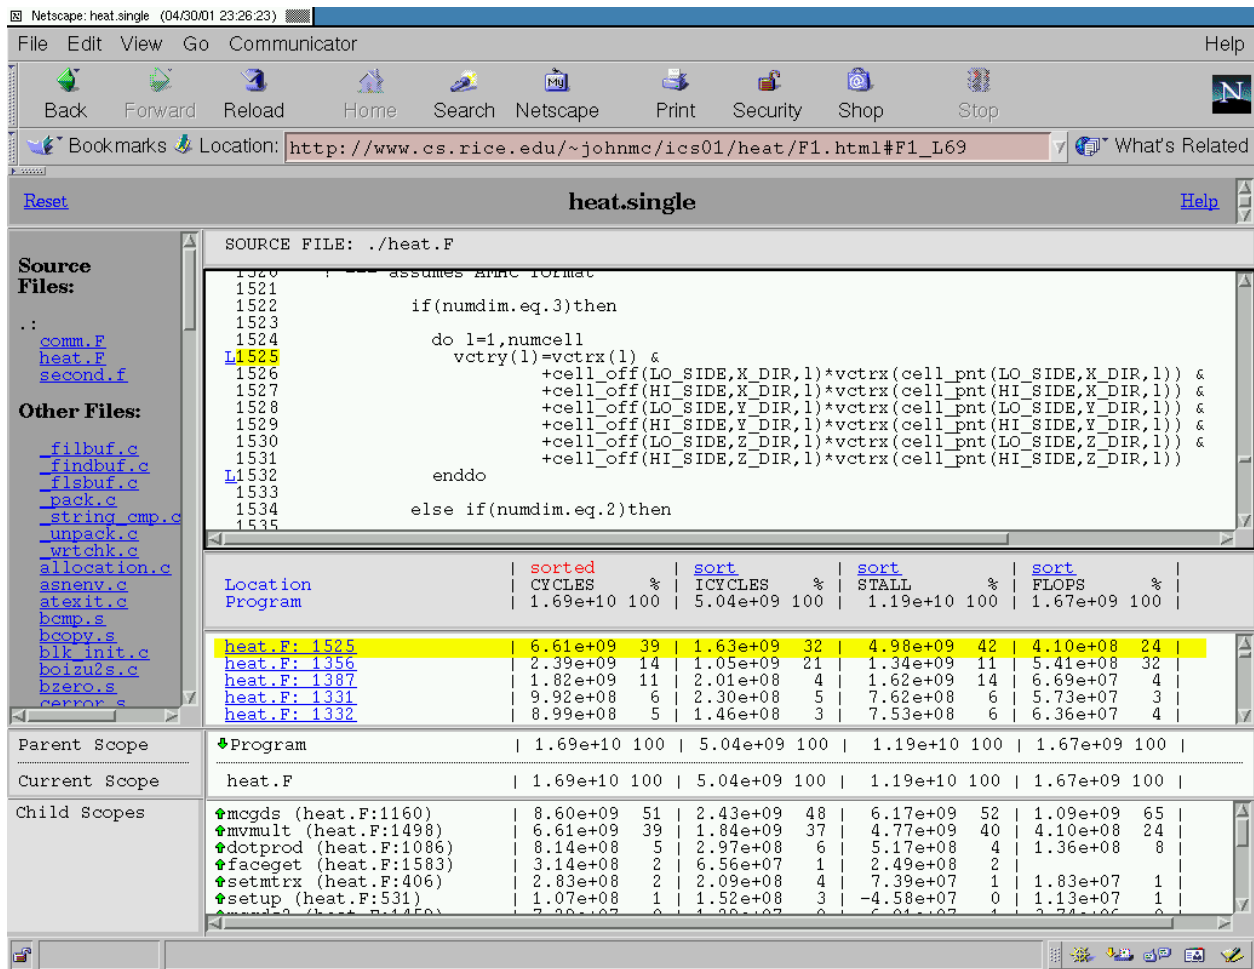 Netscape: heat.single (04/30/01 23:26:23)
File Edit View Go Communicator Help
Back Forward Reload Home Search Netscape Print Security Shop Stop
My
N
Bookmarks Location: http://www.cs.rice.edu/~johnmc/ics01/heat/F1.html#F1_L69 What's Related
Reset heat.single Help
Source
Files:
.:
comm.F
heat.F
second.f
Other Files:
_filbuf.c
_findbuf.c
_flsbuf.c
_pack.c
_string_cmp.c
_unpack.c
_wrtchk.c
allocation.c
asnenv.c
atexit.c
bcmp.s
bcopy.s
blk_init.c
boizu2s.c
bzero.s
cerror.s
SOURCE FILE: ./heat.F
1520 ! --- assumes AMHC format
1521
1522 if(numdim.eq.3)then
1523
1524 do l=1,numcell
L1525 vctry(l)=vctrx(l) &
1526 +cell_off(LO_SIDE,X_DIR,l)*vctrx(cell_pnt(LO_SIDE,X_DIR,l)) &
1527 +cell_off(HI_SIDE,X_DIR,l)*vctrx(cell_pnt(HI_SIDE,X_DIR,l)) &
1528 +cell_off(LO_SIDE,Y_DIR,l)*vctrx(cell_pnt(LO_SIDE,Y_DIR,l)) &
1529 +cell_off(HI_SIDE,Y_DIR,l)*vctrx(cell_pnt(HI_SIDE,Y_DIR,l)) &
1530 +cell_off(LO_SIDE,Z_DIR,l)*vctrx(cell_pnt(LO_SIDE,Z_DIR,l)) &
1531 +cell_off(HI_SIDE,Z_DIR,l)*vctrx(cell_pnt(HI_SIDE,Z_DIR,l))
L1532 enddo
1533
1534 else if(numdim.eq.2)then
1535
| sorted | sort | sort | sort |
Location | CYCLES % | ICYCLES % | STALL % | FLOPS % |
Program | 1.69e+10 100 | 5.04e+09 100 | 1.19e+10 100 | 1.67e+09 100 |
heat.F: 1525 | 6.61e+09 39 | 1.63e+09 32 | 4.98e+09 42 | 4.10e+08 24 |
heat.F: 1356 | 2.39e+09 14 | 1.05e+09 21 | 1.34e+09 11 | 5.41e+08 32 |
heat.F: 1387 | 1.82e+09 11 | 2.01e+08 4 | 1.62e+09 14 | 6.69e+07 4 |
heat.F: 1331 | 9.92e+08 6 | 2.30e+08 5 | 7.62e+08 6 | 5.73e+07 3 |
heat.F: 1332 | 8.99e+08 5 | 1.46e+08 3 | 7.53e+08 6 | 6.36e+07 4 |
Parent Scope Program | 1.69e+10 100 | 5.04e+09 100 | 1.19e+10 100 | 1.67e+09 100 |
Current Scope heat.F | 1.69e+10 100 | 5.04e+09 100 | 1.19e+10 100 | 1.67e+09 100 |
Child Scopes
mcgds (heat.F:1160) | 8.60e+09 51 | 2.43e+09 48 | 6.17e+09 52 | 1.09e+09 65 |
mvmult (heat.F:1498) | 6.61e+09 39 | 1.84e+09 37 | 4.77e+09 40 | 4.10e+08 24 |
dotprod (heat.F:1086) | 8.14e+08 5 | 2.97e+08 6 | 5.17e+08 4 | 1.36e+08 8 |
faceget (heat.F:1583) | 3.14e+08 2 | 6.56e+07 1 | 2.49e+08 2 | |
setmtrx (heat.F:406) | 2.83e+08 2 | 2.09e+08 4 | 7.39e+07 1 | 1.83e+07 1 |
setup (heat.F:531) | 1.07e+08 1 | 1.52e+08 3 | -4.58e+07 0 | 1.13e+07 1 |